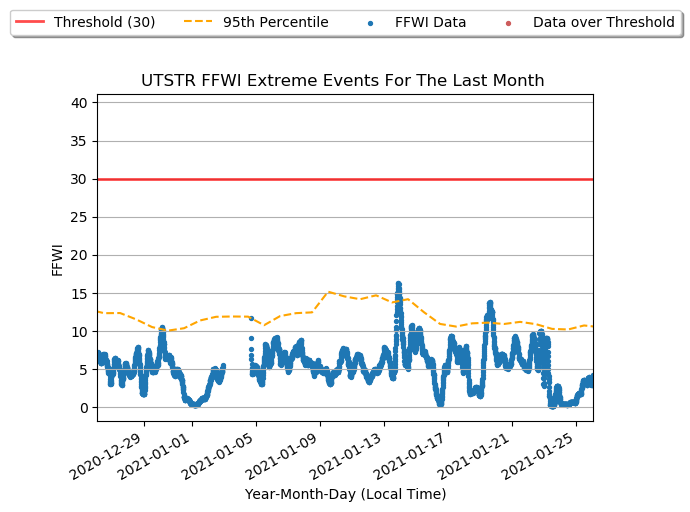 Threshold (30) 95th Percentile FFWI Data Data over Threshold
UTSTR FFWI Extreme Events For The Last Month
40
35
30
25
20
15
10
5
0
FFWI
2020-12-29 2021-01-01 2021-01-05 2021-01-09 2021-01-13 2021-01-17 2021-01-21 2021-01-25
Year-Month-Day (Local Time)